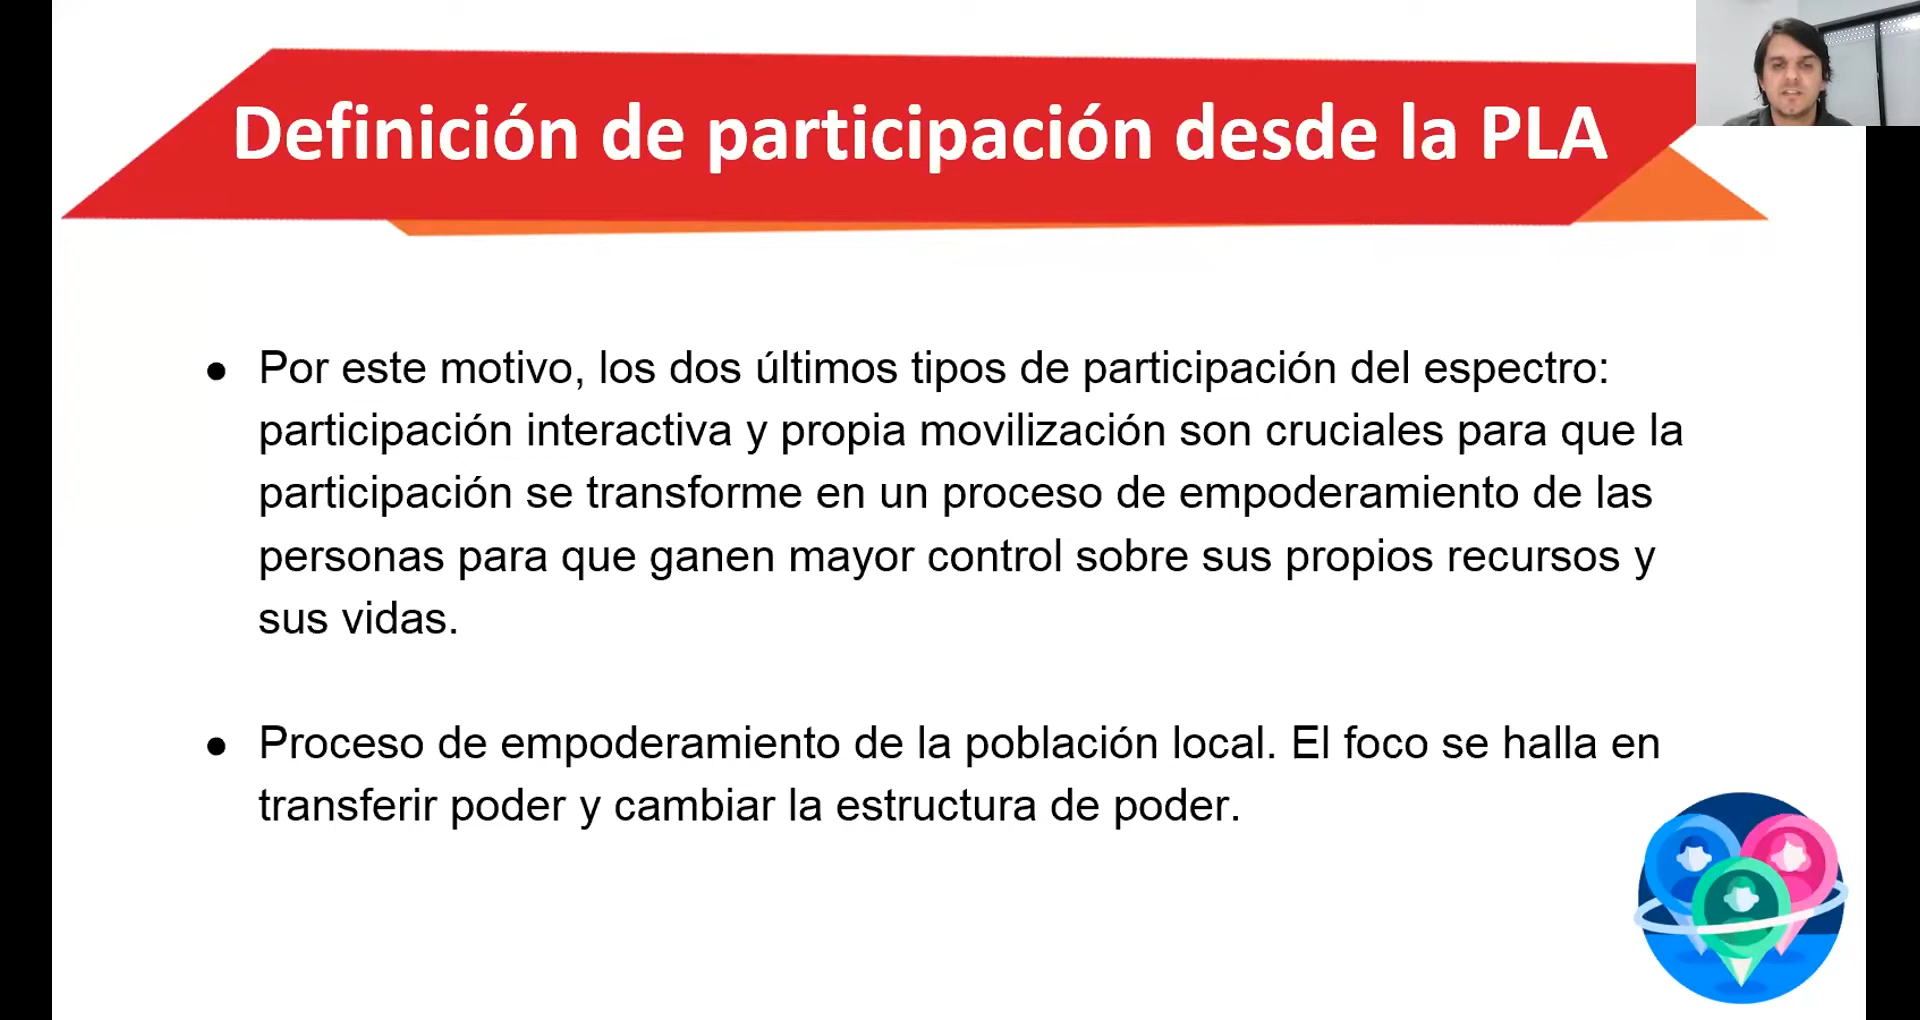 Definición de participación desde la PLA
● Por este motivo, los dos últimos tipos de participación del espectro:
participación interactiva y propia movilización son cruciales para que la
participación se transforme en un proceso de empoderamiento de las
personas para que ganen mayor control sobre sus propios recursos y
sus vidas.
● Proceso de empoderamiento de la población local. El foco se halla en
transferir poder y cambiar la estructura de poder.